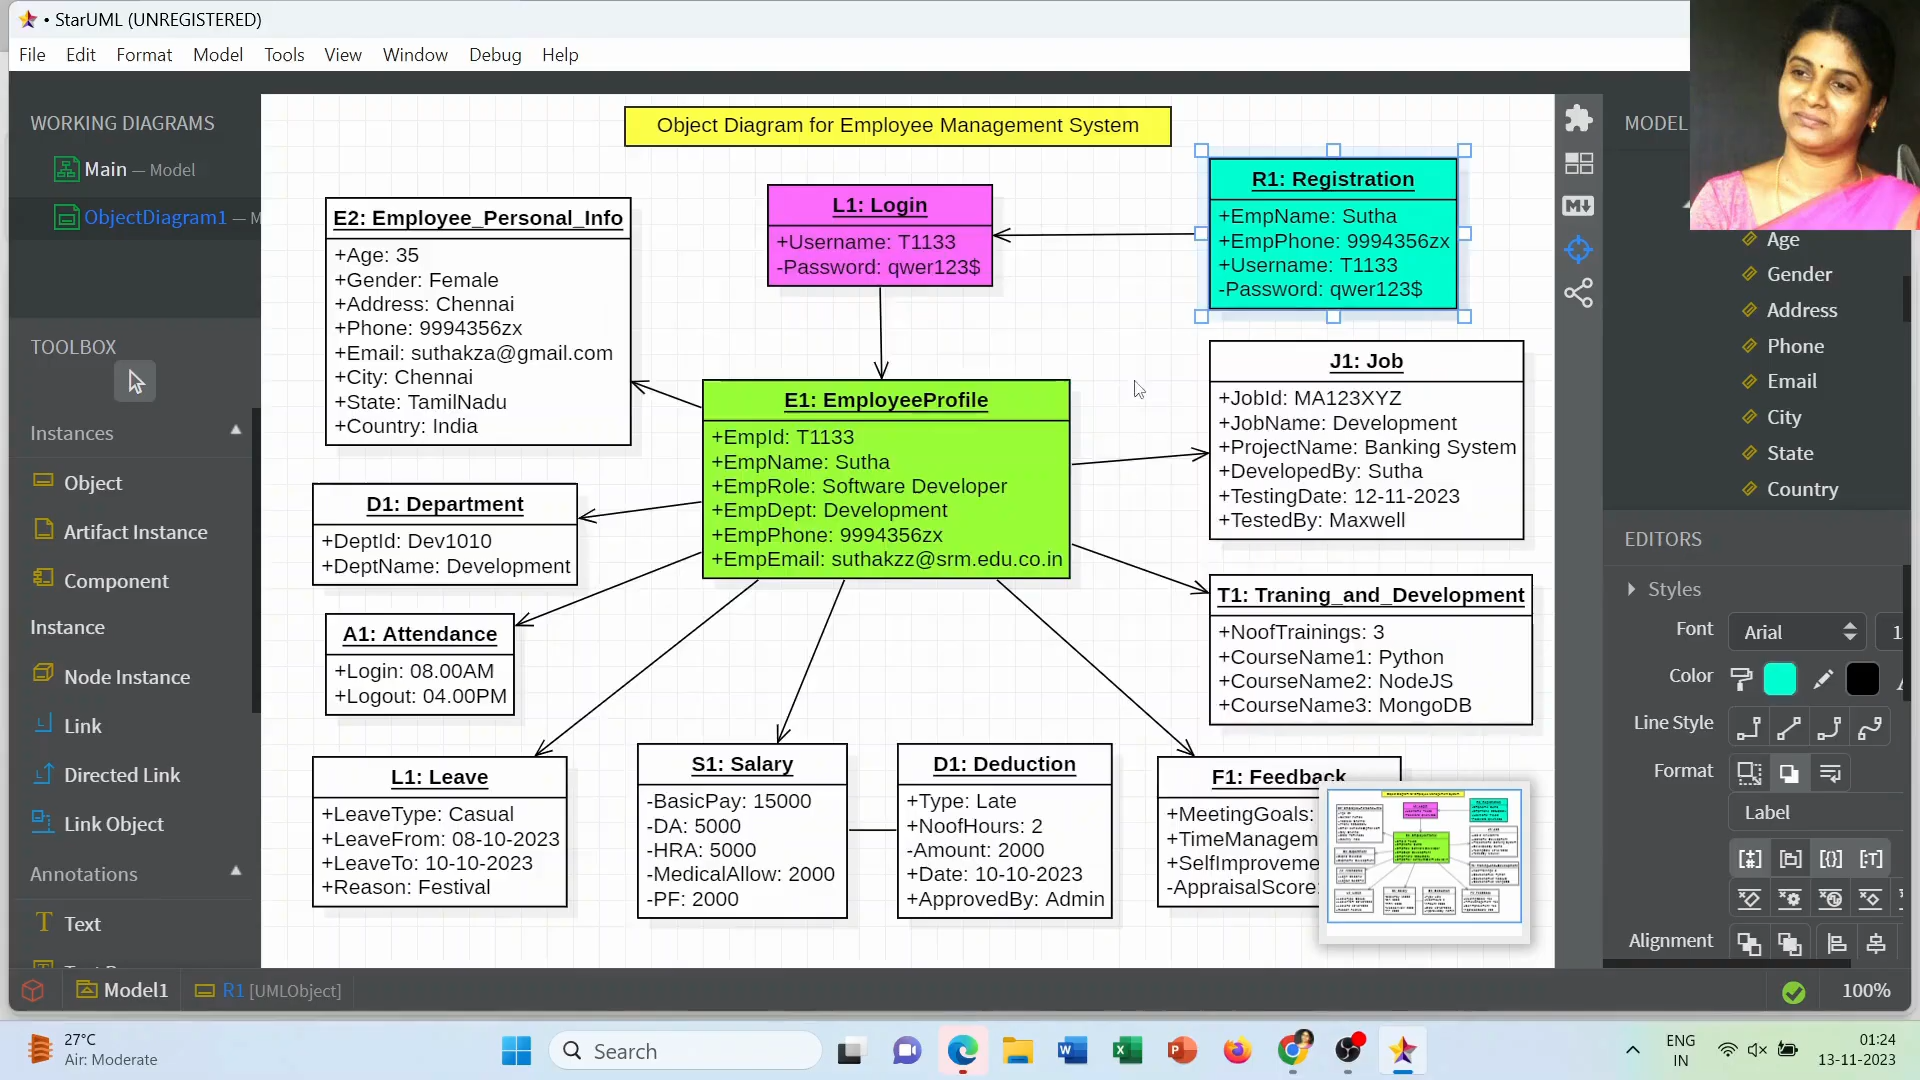 • StarUML (UNREGISTERED)
File Edit Format Model Tools View Window Debug Help
WORKING DIAGRAMS
Main — Model
ObjectDiagram1 — M
TOOLBOX
Instances
Object
Artifact Instance
Component
Instance
Node Instance
Link
Directed Link
Link Object
Annotations
Text
Object Diagram for Employee Management System
E2: Employee_Personal_Info
+Age: 35
+Gender: Female
+Address: Chennai
+Phone: 9994356zx
+Email: suthakza@gmail.com
+City: Chennai
+State: TamilNadu
+Country: India
L1: Login
+Username: T1133
-Password: qwer123$
R1: Registration
+EmpName: Sutha
+EmpPhone: 9994356zx
+Username: T1133
-Password: qwer123$
E1: EmployeeProfile
+EmpId: T1133
+EmpName: Sutha
+EmpRole: Software Developer
+EmpDept: Development
+EmpPhone: 9994356zx
+EmpEmail: suthakzz@srm.edu.co.in
J1: Job
+JobId: MA123XYZ
+JobName: Development
+ProjectName: Banking System
+DevelopedBy: Sutha
+TestingDate: 12-11-2023
+TestedBy: Maxwell
D1: Department
+DeptId: Dev1010
+DeptName: Development
A1: Attendance
+Login: 08.00AM
+Logout: 04.00PM
T1: Traning_and_Development
+NoofTrainings: 3
+CourseName1: Python
+CourseName2: NodeJS
+CourseName3: MongoDB
L1: Leave
+LeaveType: Casual
+LeaveFrom: 08-10-2023
+LeaveTo: 10-10-2023
+Reason: Festival
S1: Salary
-BasicPay: 15000
-DA: 5000
-HRA: 5000
-MedicalAllow: 2000
-PF: 2000
D1: Deduction
+Type: Late
+NoofHours: 2
-Amount: 2000
+Date: 10-10-2023
+ApprovedBy: Admin
F1: Feedback
+MeetingGoals:
+TimeManagem
+SelfImproveme
-AppraisalScore:
MODEL
Age
Gender
Address
Phone
Email
City
State
Country
EDITORS
Styles
Font Arial 1
Color
Line Style
Format
Label
Alignment
Model1 R1 [UMLObject]
100%
27°C
Air: Moderate
Search
ENG
IN
01:24
13-11-2023